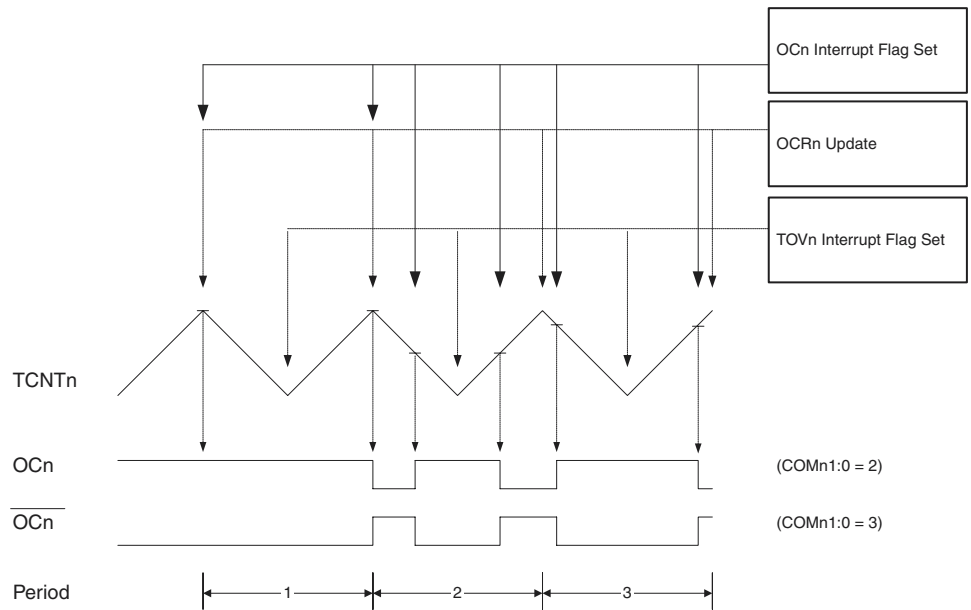 OCn Interrupt Flag Set
OCRn Update
TOVn Interrupt Flag Set
TCNTn
OCn
(COMn1:0 = 2)
OCn
(COMn1:0 = 3)
Period
1
2
3